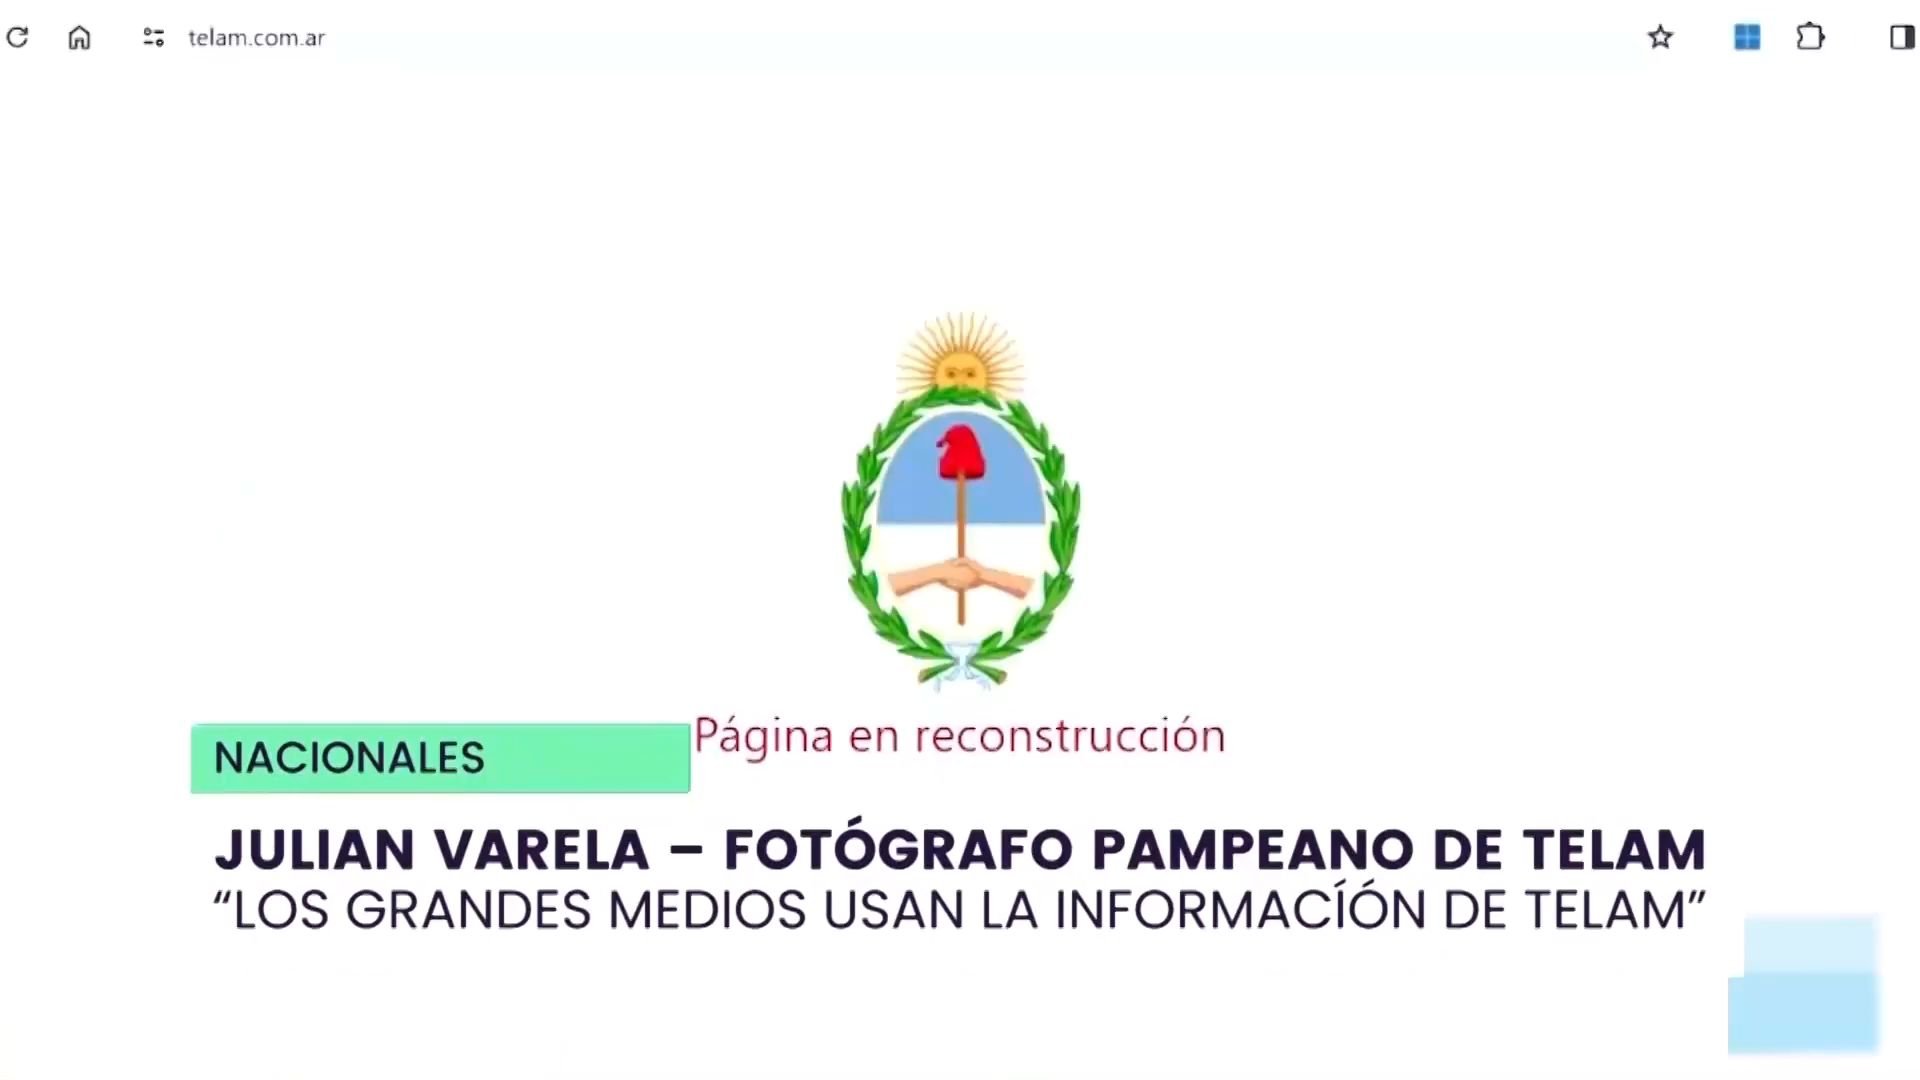 telam.com.ar
Página en reconstrucción
NACIONALES
JULIAN VARELA – FOTÓGRAFO PAMPEANO DE TELAM
“LOS GRANDES MEDIOS USAN LA INFORMACÍÓN DE TELAM”